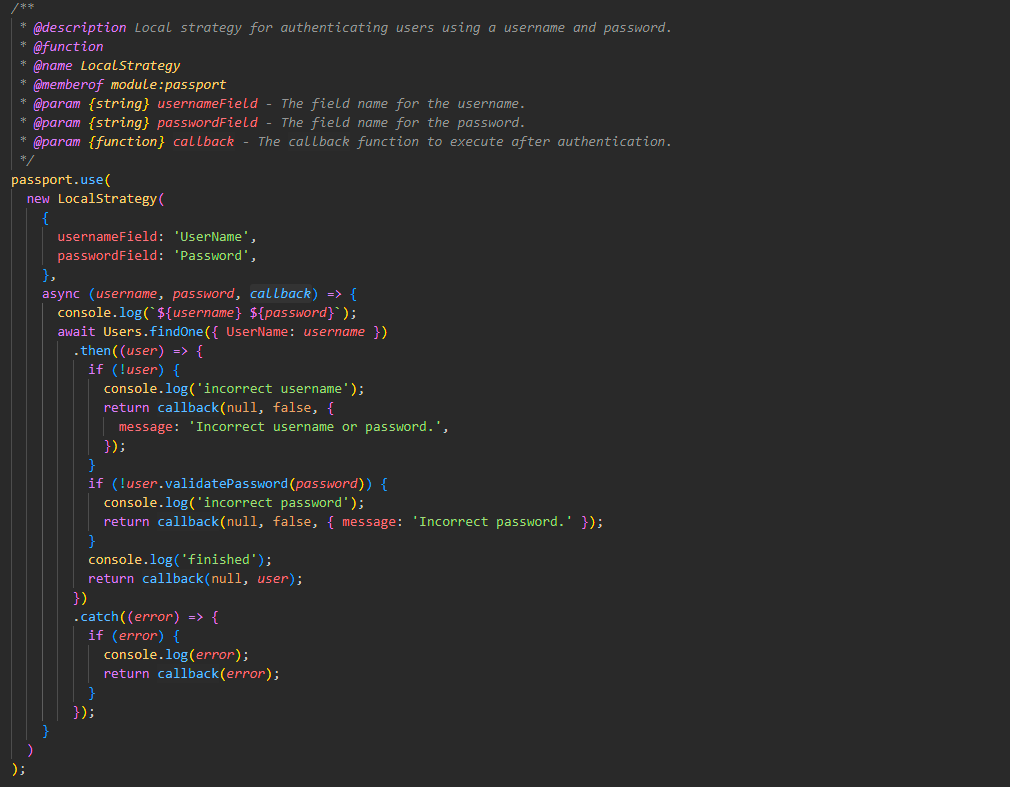 /**
 * @description Local strategy for authenticating users using a username and password.
 * @function
 * @name LocalStrategy
 * @memberof module:passport
 * @param {string} usernameField - The field name for the username.
 * @param {string} passwordField - The field name for the password.
 * @param {function} callback - The callback function to execute after authentication.
 */
passport.use(
  new LocalStrategy(
    {
      usernameField: 'UserName',
      passwordField: 'Password',
    },
    async (username, password, callback) => {
      console.log(`${username} ${password}`);
      await Users.findOne({ UserName: username })
        .then((user) => {
          if (!user) {
            console.log('incorrect username');
            return callback(null, false, {
              message: 'Incorrect username or password.',
            });
          }
          if (!user.validatePassword(password)) {
            console.log('incorrect password');
            return callback(null, false, { message: 'Incorrect password.' });
          }
          console.log('finished');
          return callback(null, user);
        })
        .catch((error) => {
          if (error) {
            console.log(error);
            return callback(error);
          }
        });
    }
  )
);